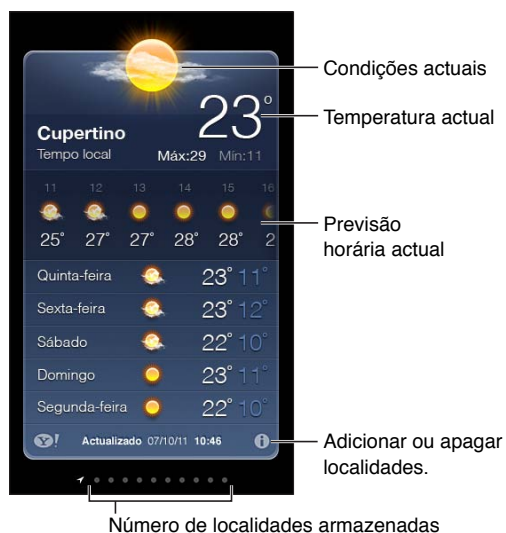 Condições actuais
23°
Temperatura actual
Cupertino
Tempo local
Máx:29 Mín:11
11 12 13 14 15 16
25° 27° 27° 28° 28° 2
Previsão
horária actual
Quinta-feira 23° 11°
Sexta-feira 23° 12°
Sábado 22° 10°
Domingo 23° 11°
Segunda-feira 22° 10°
Y! Actualizado 07/10/11 10:46 i
Adicionar ou apagar
localidades.
Número de localidades armazenadas